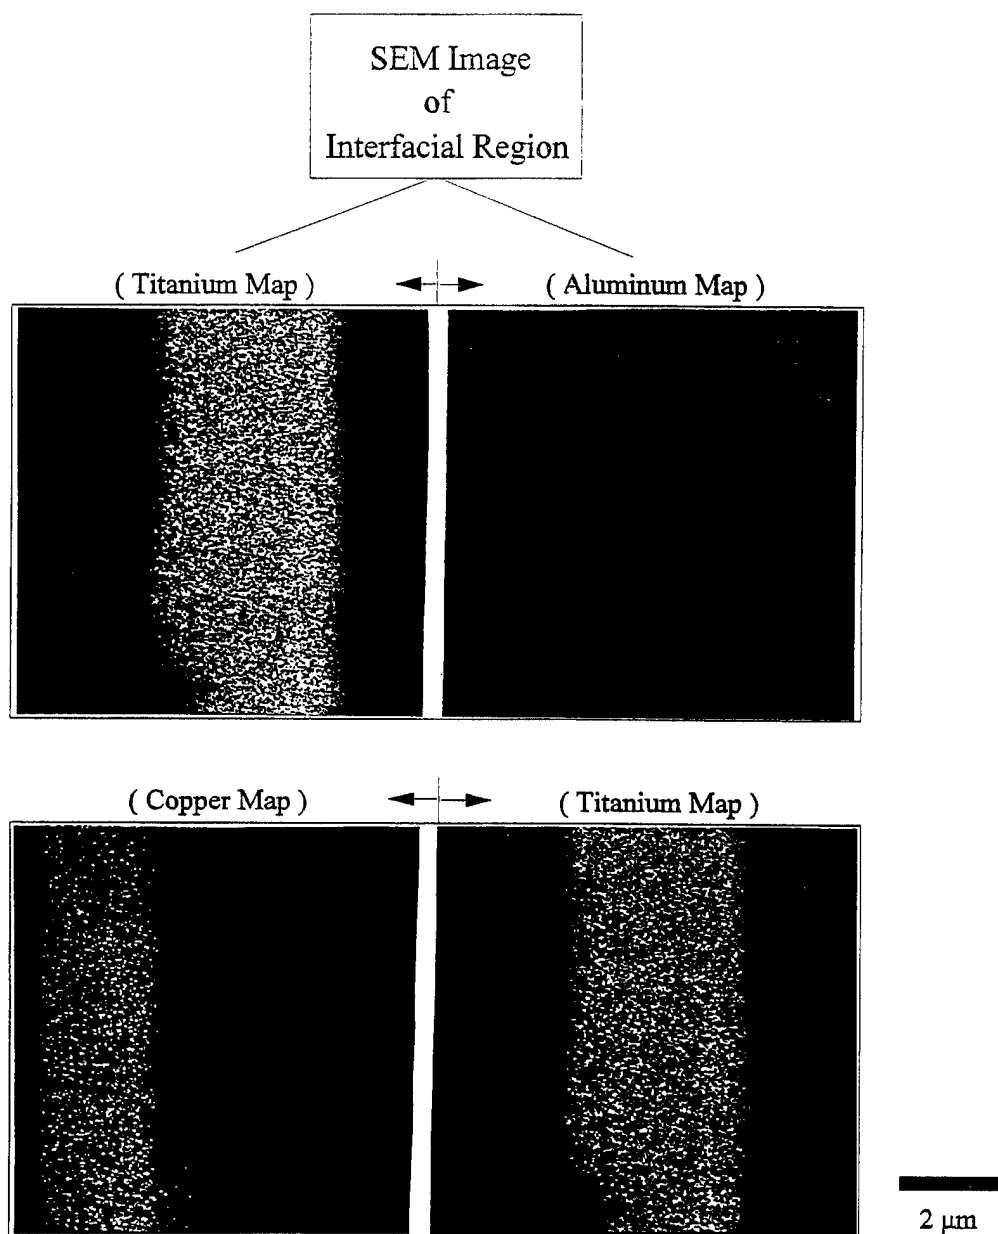 SEM Image
of
Interfacial Region
( Titanium Map )
( Aluminum Map )
( Copper Map )
( Titanium Map )
2 µm